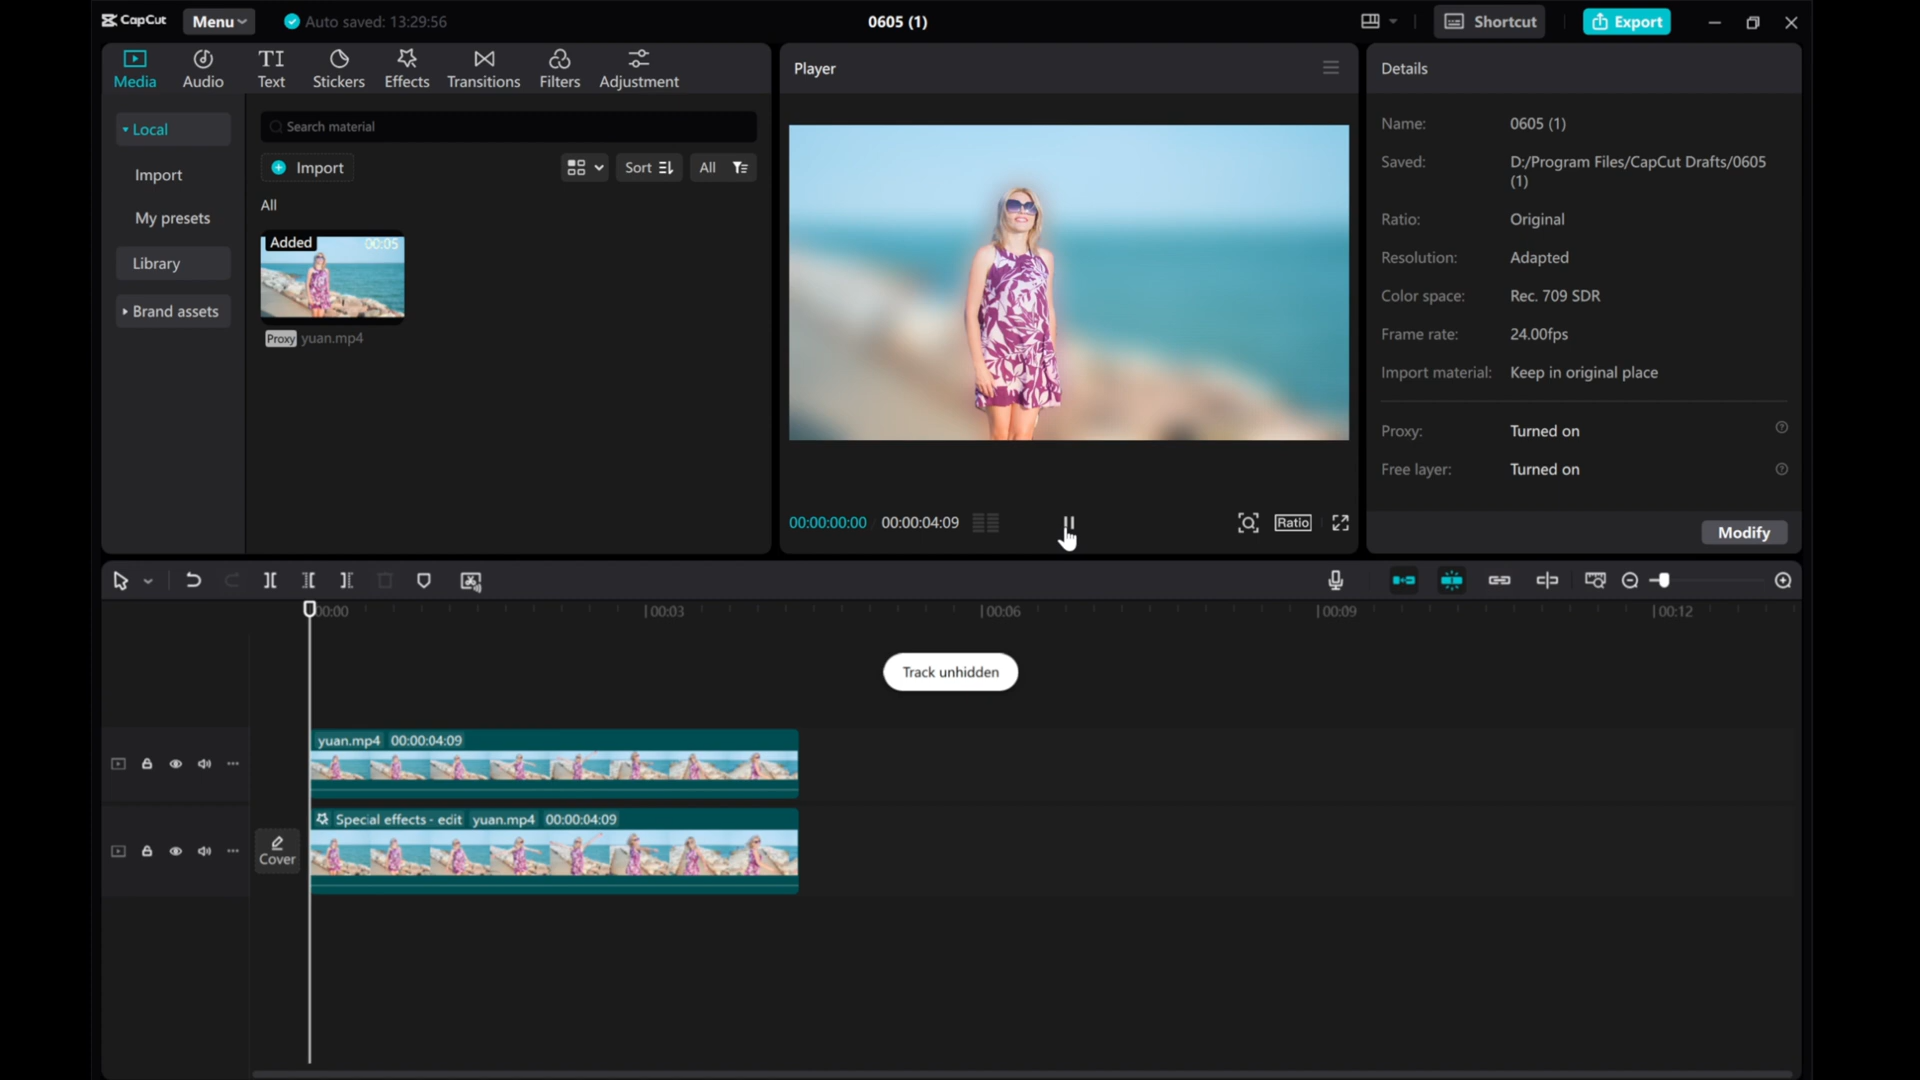 CapCut
Menu
Auto saved: 13:29:56
0605 (1)
Shortcut
Export
Media
Audio
Text
Stickers
Effects
Transitions
Filters
Adjustment
Local
Import
My presets
Library
Brand assets
Search material
Import
Sort
All
All
Added
00:05
Proxy yuan.mp4
Player
00:00:00:00
00:00:04:09
Ratio
Details
Name: 0605 (1)
Saved: D:/Program Files/CapCut Drafts/0605
(1)
Ratio: Original
Resolution: Adapted
Color space: Rec. 709 SDR
Frame rate: 24.00fps
Import material: Keep in original place
Proxy: Turned on
Free layer: Turned on
Modify
00:00
00:03
00:06
00:09
00:12
Track unhidden
yuan.mp4 00:00:04:09
Special effects - edit yuan.mp4 00:00:04:09
Cover